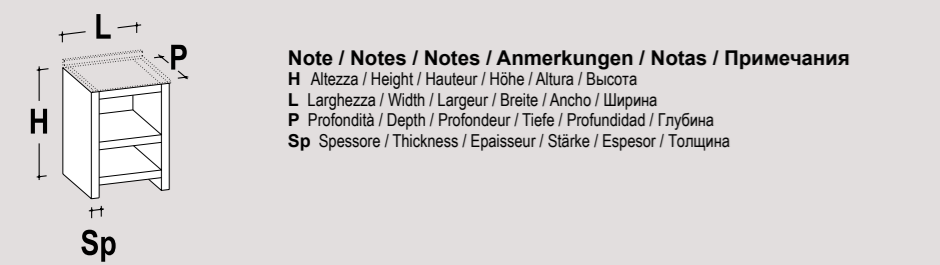 L
P
H
Sp
Note / Notes / Notes / Anmerkungen / Notas / Примечания
H Altezza / Height / Hauteur / Höhe / Altura / Высота
L Larghezza / Width / Largeur / Breite / Ancho / Ширина
P Profondità / Depth / Profondeur / Tiefe / Profundidad / Глубина
Sp Spessore / Thickness / Epaisseur / Stärke / Espesor / Толщина